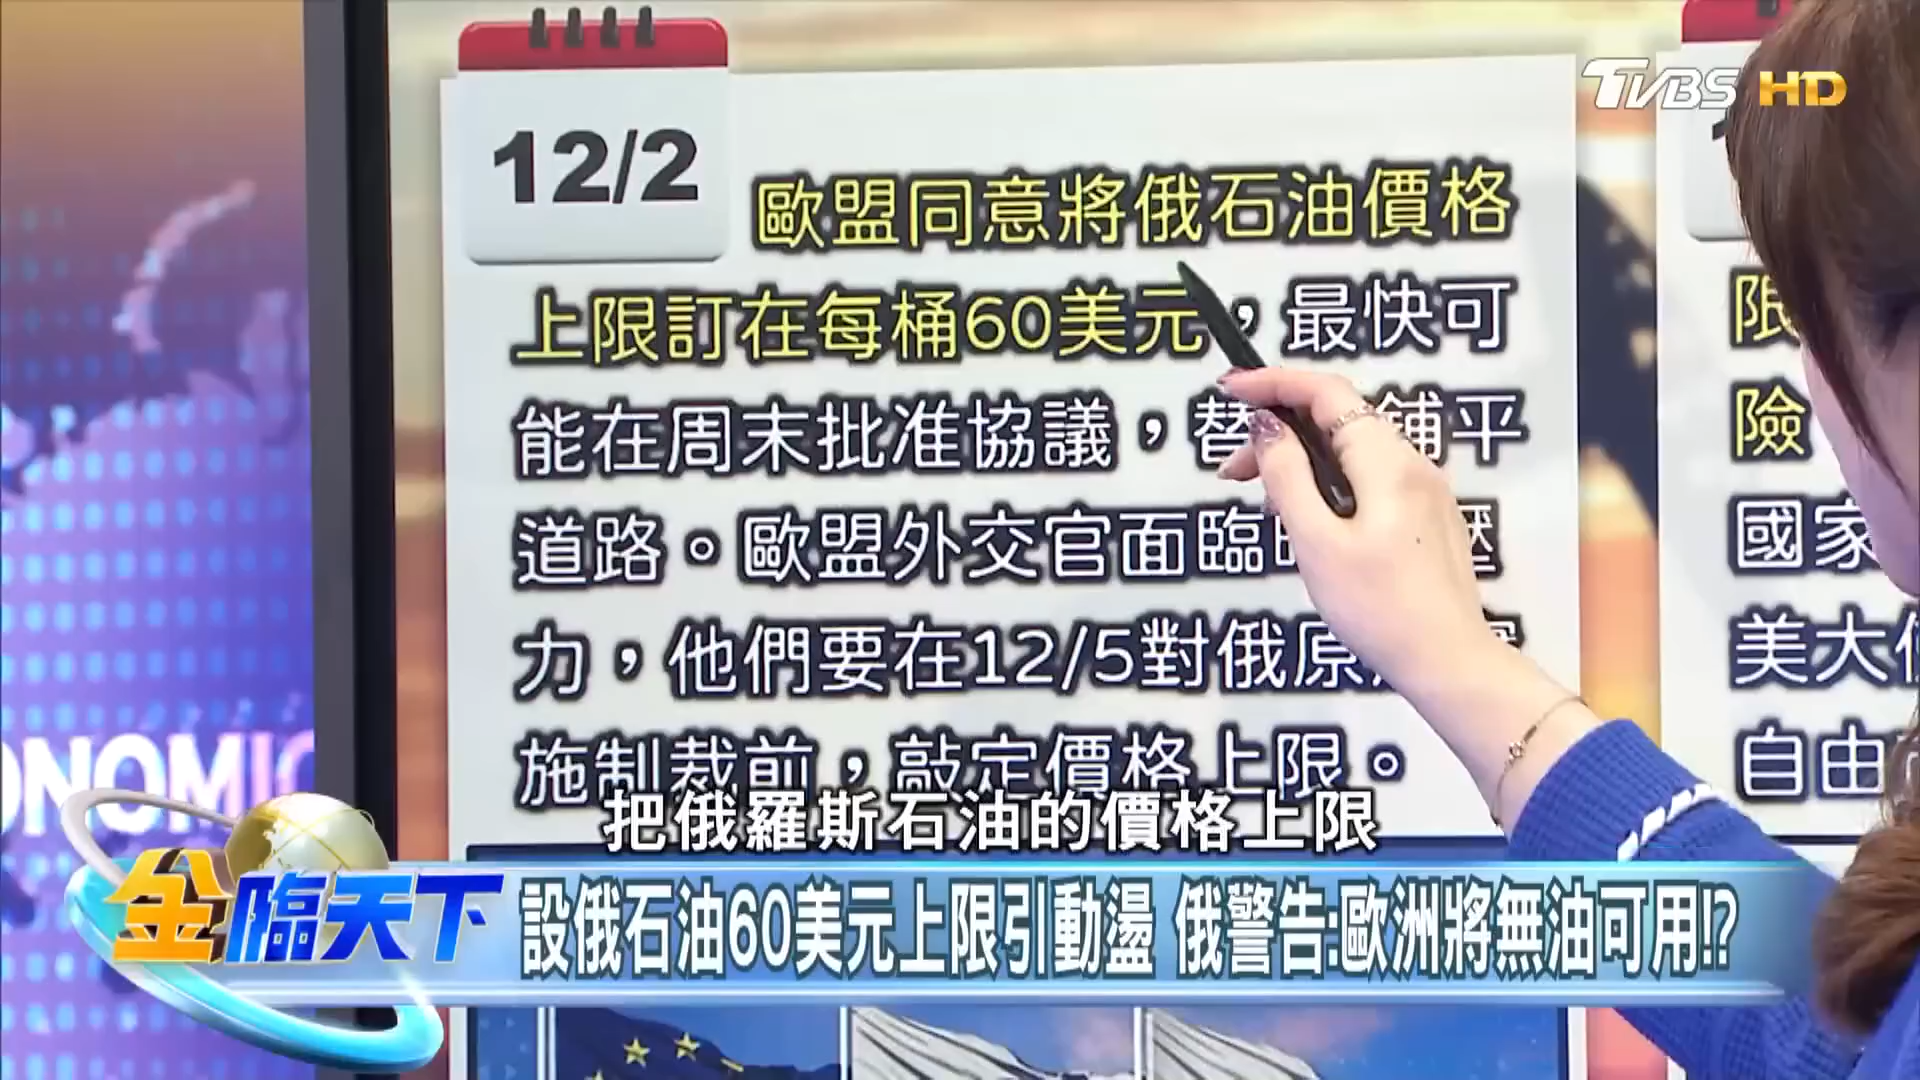 TVBS HD
12/2
歐盟同意將俄石油價格
上限訂在每桶60美元，最快可
能在周末批准協議，替 鋪平
道路。歐盟外交官面臨 壓
力，他們要在12/5對俄原
施制裁前，敲定價格上限。
限
險
國家
美大使
自由
ONOMIC
把俄羅斯石油的價格上限
金臨天下
設俄石油60美元上限引動盪 俄警告:歐洲將無油可用!?